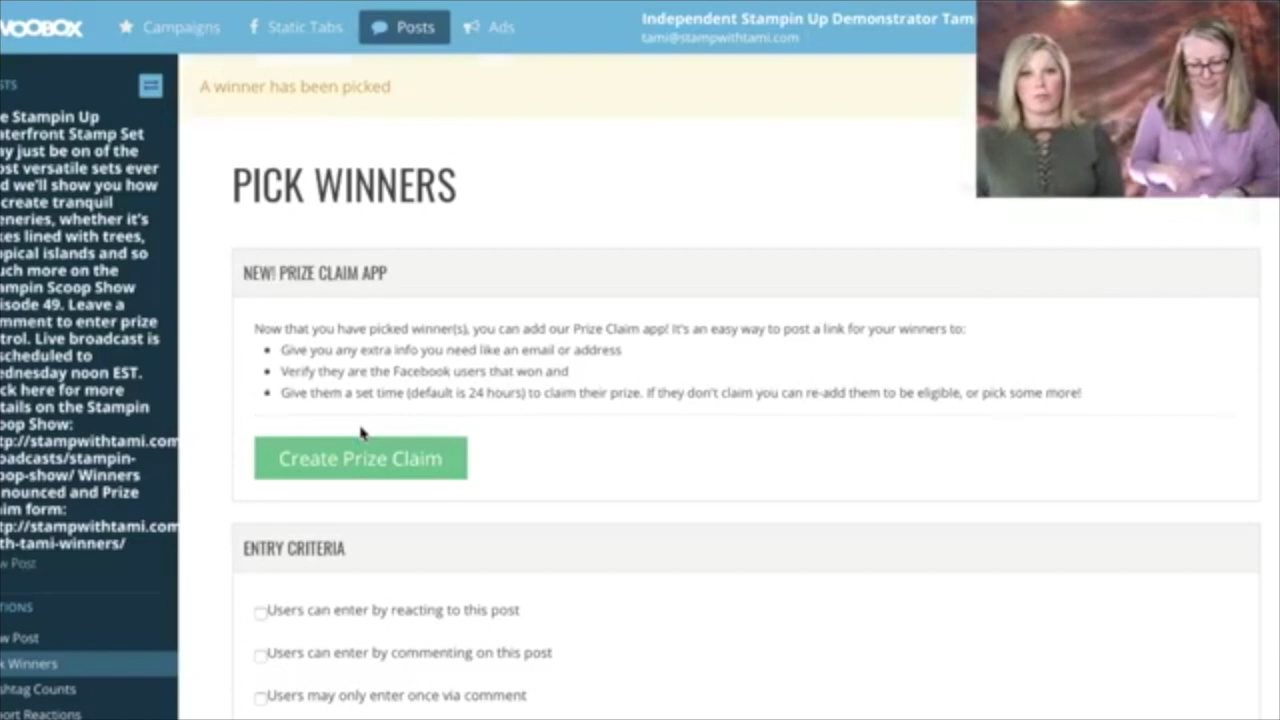 WOOBOX
Campaigns
Static Tabs
Posts
Ads
Independent Stampin Up Demonstrator Tam
tami@stampwithtami.com
STS
e Stampin Up
aterfront Stamp Set
ay just be on of the
ost versatile sets ever
d we'll show you how
create tranquil
eneries, whether it's
kes lined with trees,
opical islands and so
uch more on the
ampin Scoop Show
isode 49. Leave a
mment to enter prize
trol. Live broadcast is
scheduled to
ednesday noon EST.
ck here for more
tails on the Stampin
oop Show:
tp://stampwithtami.com
oadcasts/stampin-
oop-show/ Winners
nounced and Prize
aim form:
tp://stampwithtami.com
th-tami-winners/
w Post
TIONS
w Post
k Winners
shtag Counts
port Reactions
A winner has been picked
PICK WINNERS
NEW! PRIZE CLAIM APP
Now that you have picked winner(s), you can add our Prize Claim app! It's an easy way to post a link for your winners to:
Give you any extra info you need like an email or address
Verify they are the Facebook users that won and
Give them a set time (default is 24 hours) to claim their prize. If they don't claim you can re-add them to be eligible, or pick some more!
Create Prize Claim
ENTRY CRITERIA
Users can enter by reacting to this post
Users can enter by commenting on this post
Users may only enter once via comment